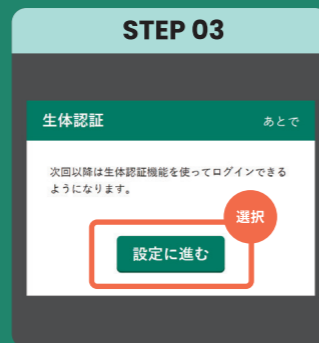 STEP 03
生体認証 あとで
次回以降は生体認証機能を使ってログインできる
ようになります。
選択
設定に進む